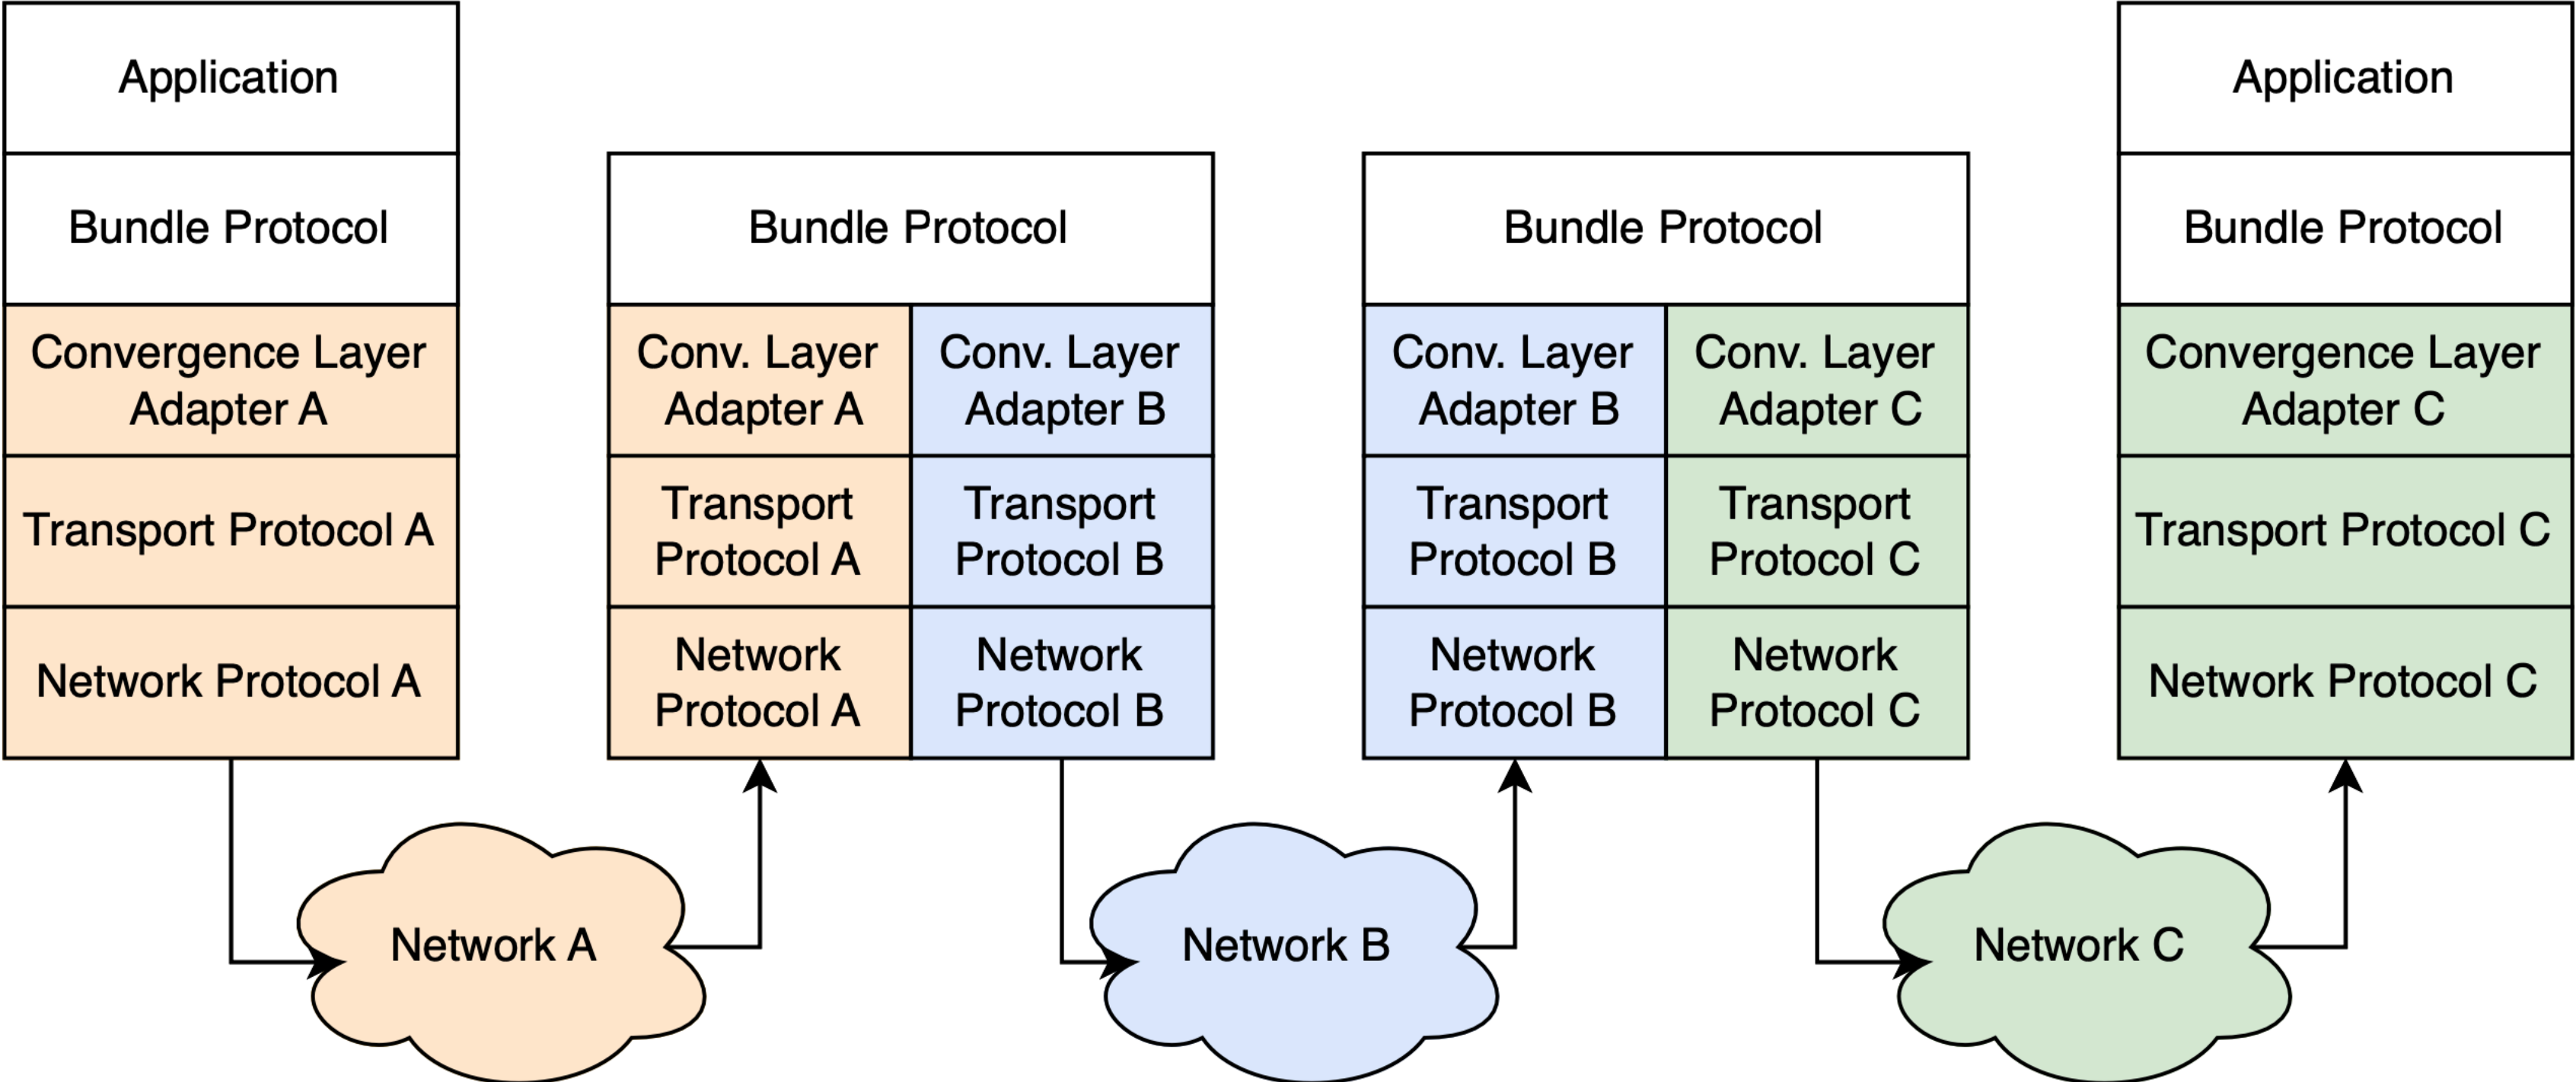 Application
Bundle Protocol
Convergence Layer
Adapter A
Transport Protocol A
Network Protocol A
Bundle Protocol
Conv. Layer
Adapter A
Transport
Protocol A
Network
Protocol A
Conv. Layer
Adapter B
Transport
Protocol B
Network
Protocol B
Bundle Protocol
Conv. Layer
Adapter B
Transport
Protocol B
Network
Protocol B
Conv. Layer
Adapter C
Transport
Protocol C
Network
Protocol C
Application
Bundle Protocol
Convergence Layer
Adapter C
Transport Protocol C
Network Protocol C
Network A
Network B
Network C